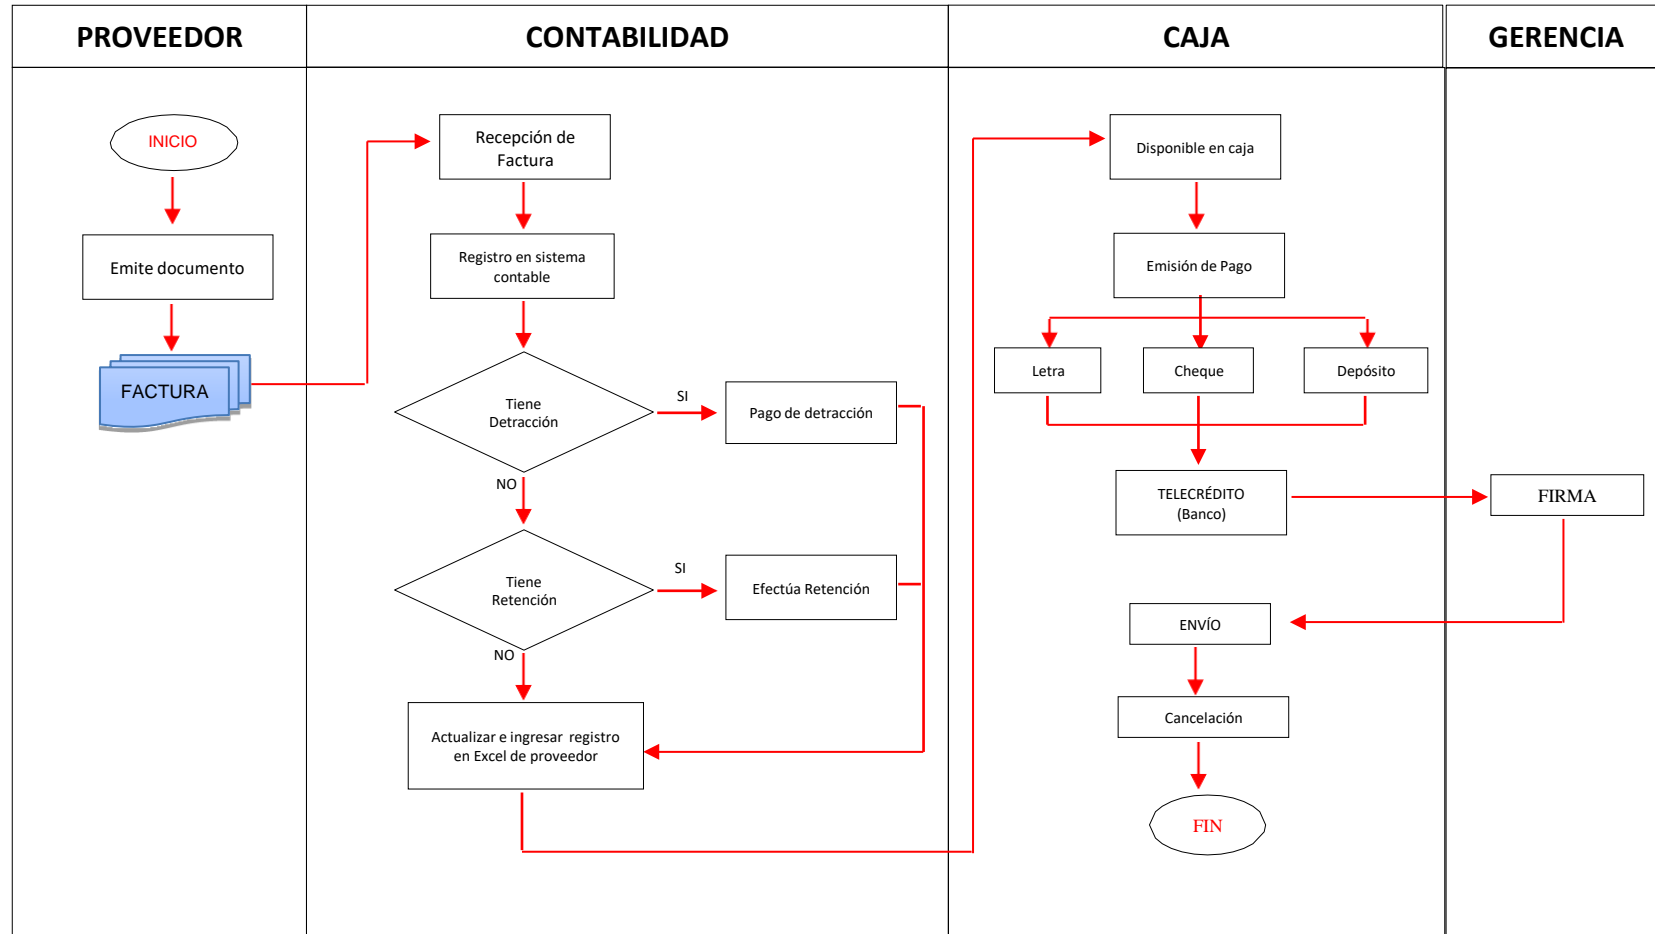 PROVEEDOR
CONTABILIDAD
CAJA
GERENCIA
INICIO
Emite documento
FACTURA
Recepción de
Factura
Registro en sistema
contable
Tiene
Detracción
SI
Pago de detracción
NO
Tiene
Retención
SI
Efectúa Retención
NO
Actualizar e ingresar registro
en Excel de proveedor
Disponible en caja
Emisión de Pago
Letra
Cheque
Depósito
TELECRÉDITO
(Banco)
FIRMA
ENVÍO
Cancelación
FIN